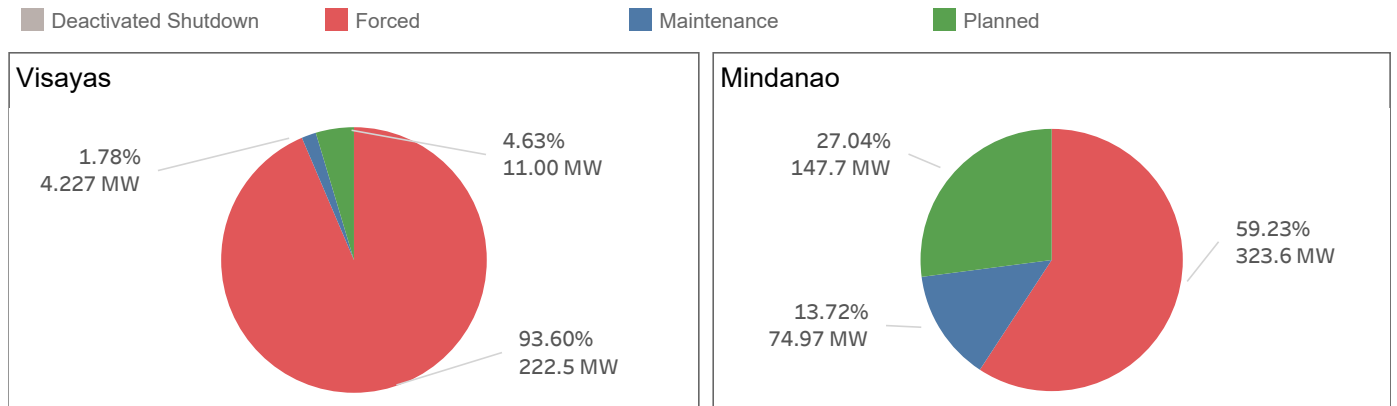 Deactivated Shutdown
Forced
Maintenance
Planned
Visayas
1.78%
4.227 MW
4.63%
11.00 MW
93.60%
222.5 MW
Mindanao
27.04%
147.7 MW
59.23%
323.6 MW
13.72%
74.97 MW